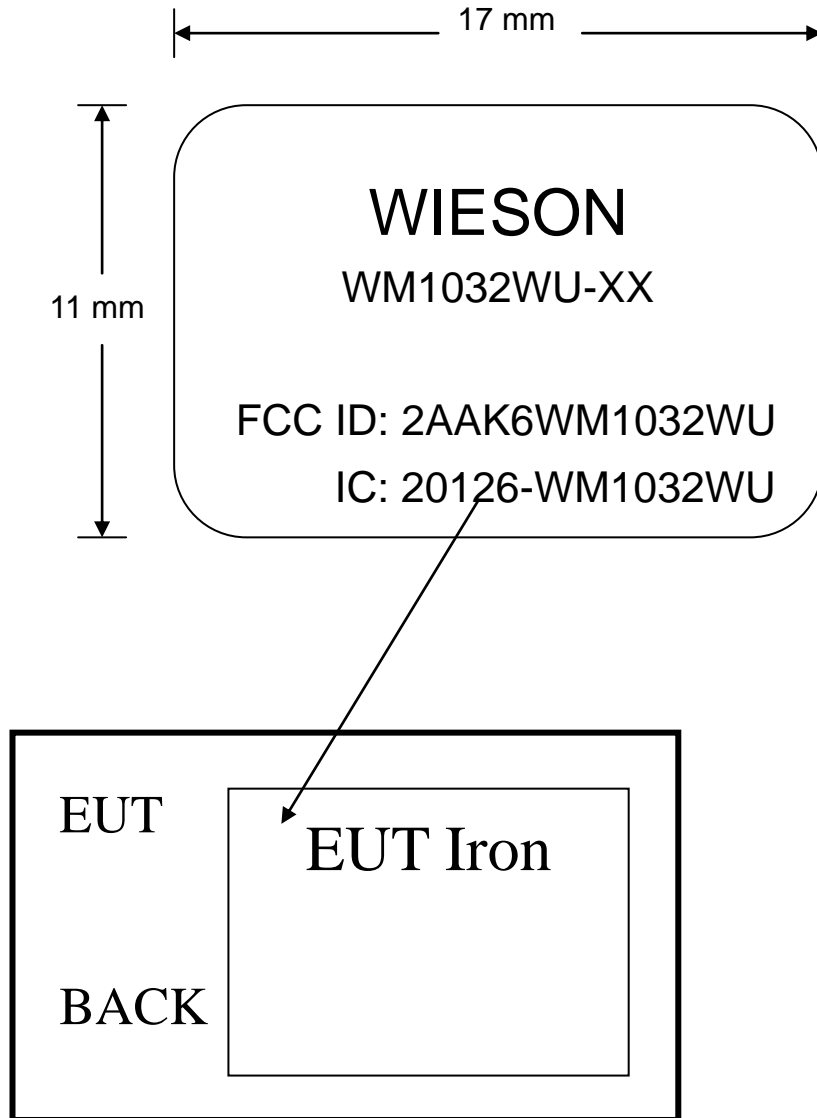 17 mm
WIESON
WM1032WU-XX
11 mm
FCC ID: 2AAK6WM1032WU
IC: 20126-WM1032WU
EUT
EUT Iron
BACK